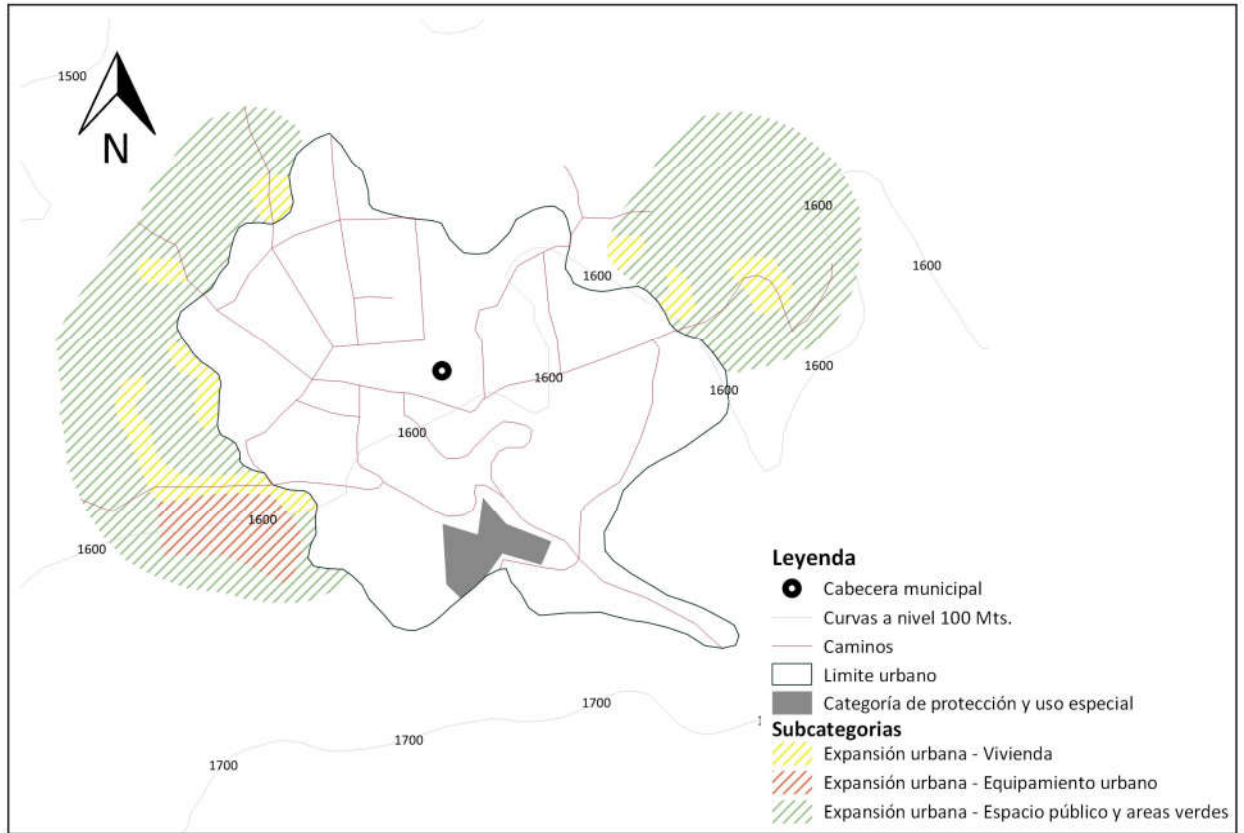 1500
N
1600
1600
1600
1600
1600
1600
1600
1600
1600
1600
1700
1700
1700
Leyenda
Cabecera municipal
Curvas a nivel 100 Mts.
Caminos
Limite urbano
Categoría de protección y uso especial
Subcategorias
Expansión urbana - Vivienda
Expansión urbana - Equipamiento urbano
Expansión urbana - Espacio público y areas verdes